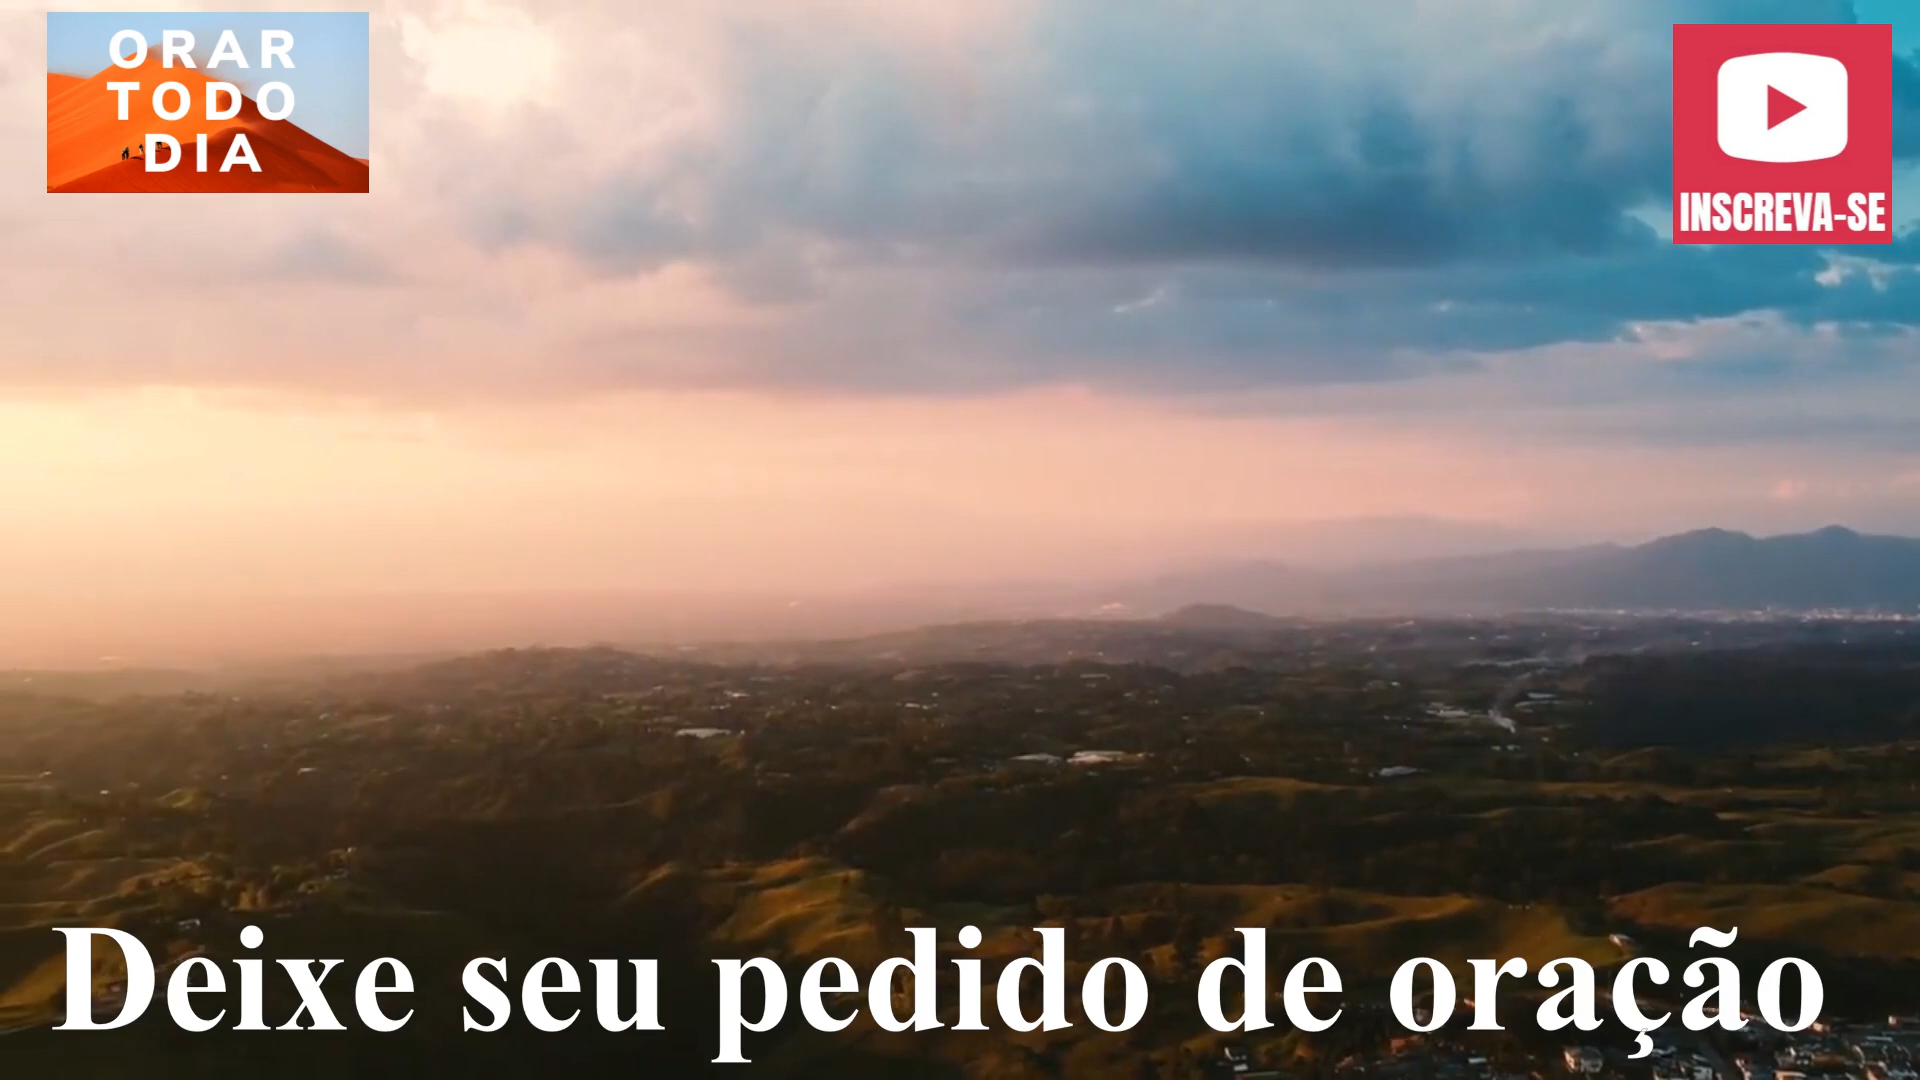 ORAR
TODO
DIA
INSCREVA-SE
Deixe seu pedido de oração